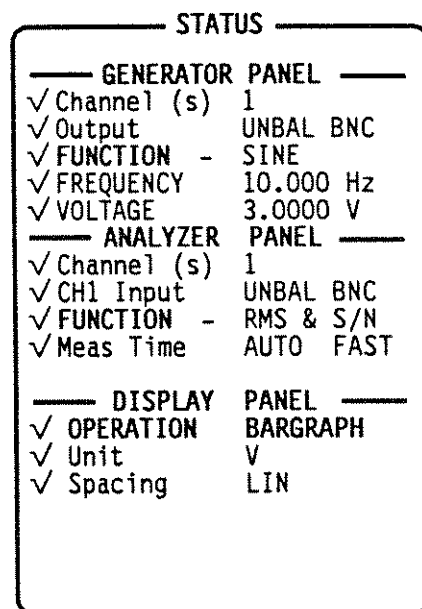 STATUS
GENERATOR PANEL
√ Channel (s) 1
√ Output UNBAL BNC
√ FUNCTION - SINE
√ FREQUENCY 10.000 Hz
√ VOLTAGE 3.0000 V
ANALYZER PANEL
√ Channel (s) 1
√ CH1 Input UNBAL BNC
√ FUNCTION - RMS & S/N
√ Meas Time AUTO FAST
DISPLAY PANEL
√ OPERATION BARGRAPH
√ Unit V
√ Spacing LIN